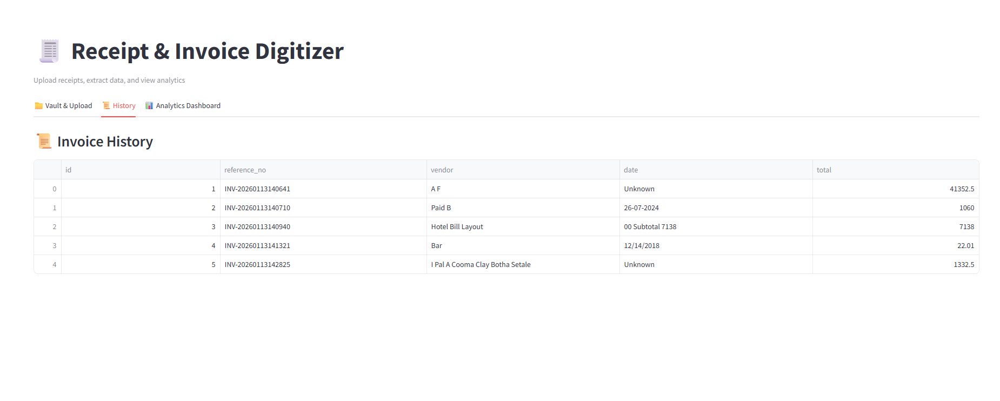 Receipt & Invoice Digitizer
Upload receipts, extract data, and view analytics
Vault & Upload History Analytics Dashboard
Invoice History
id reference_no vendor date total
0 1 INV-20260113140641 A F Unknown 41352.5
1 2 INV-20260113140710 Paid B 26-07-2024 1060
2 3 INV-20260113140940 Hotel Bill Layout 00 Subtotal 7138 7138
3 4 INV-20260113141321 Bar 12/14/2018 22.01
4 5 INV-20260113142825 I Pal A Cooma Clay Botha Setale Unknown 1332.5